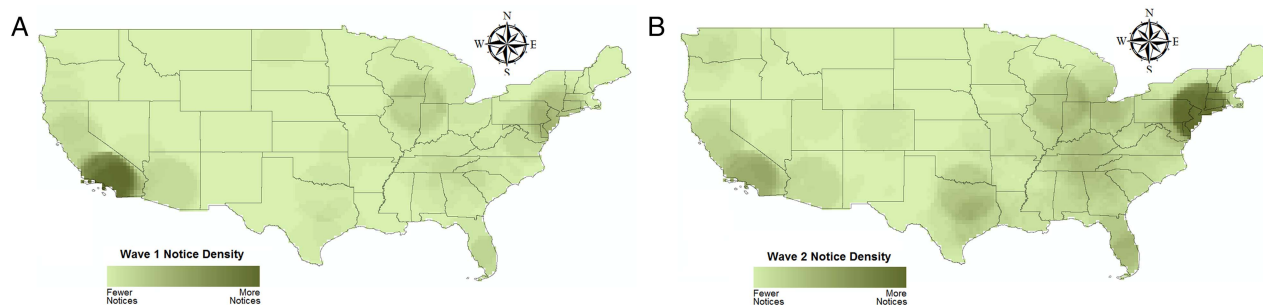 A
N
W E
S
Wave 1 Notice Density
Fewer Notices
More Notices
B
N
W E
S
Wave 2 Notice Density
Fewer Notices
More Notices